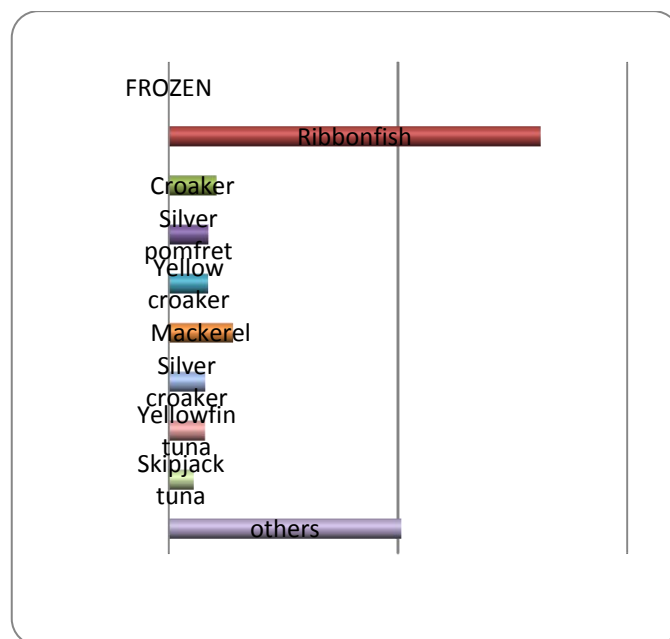 FROZEN
Ribbonfish
Croaker
Silver
pomfret
Yellow
croaker
Mackerel
Silver
croaker
Yellowfin
tuna
Skipjack
tuna
others